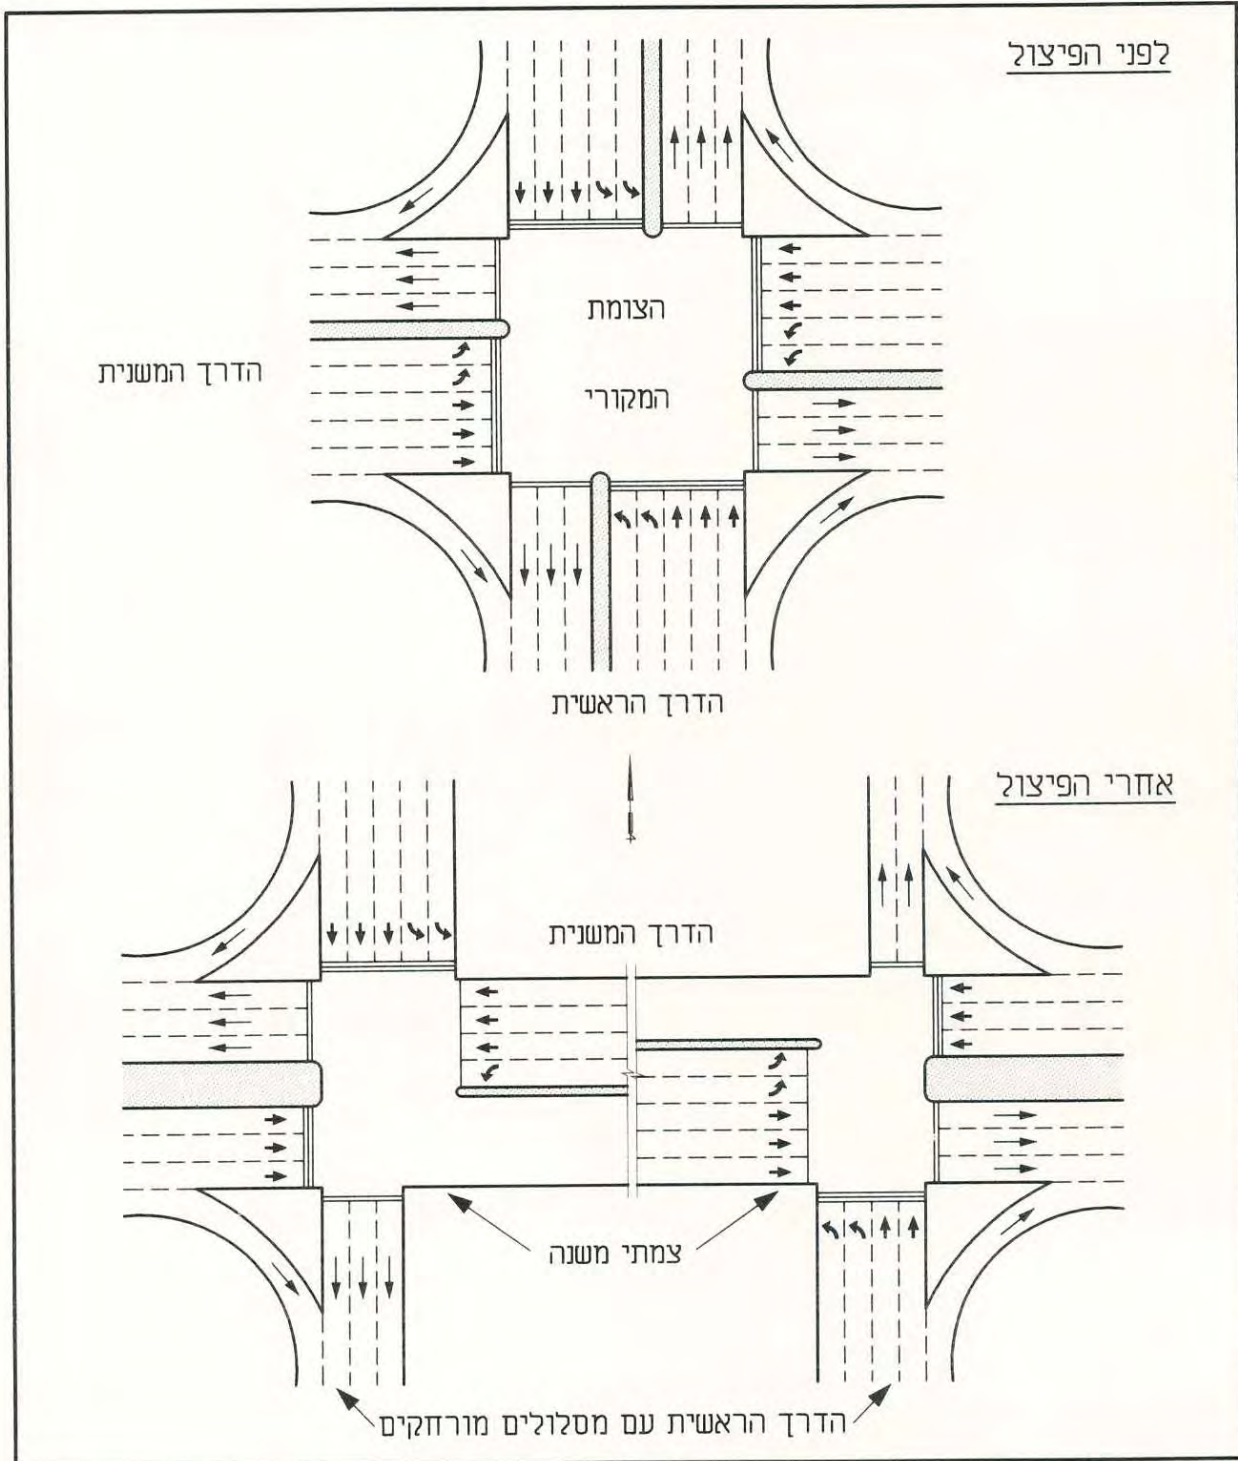 לפני הפיצול
הצומת
המקורי
הדרך המשנית
הדרך הראשית
אחרי הפיצול
הדרך המשנית
צמתי משנה
הדרך הראשית עם מסלולים מורחקים